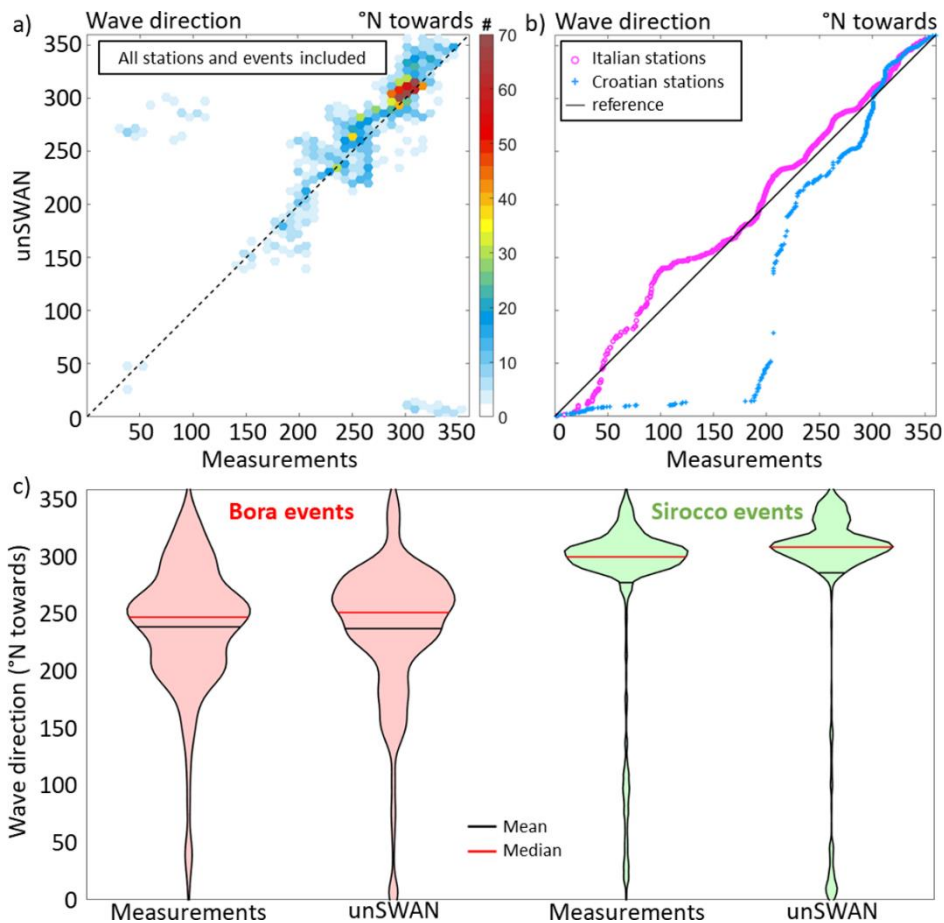 a) Wave direction °N towards
All stations and events included
#
unSWAN
350
300
250
200
150
100
50
0
0 50 100 150 200 250 300 350
Measurements
70
60
50
40
30
20
10
0
b) Wave direction °N towards
Italian stations
Croatian stations
reference
0 50 100 150 200 250 300 350
Measurements
c)
Wave direction (°N towards)
350
300
250
200
150
100
50
0
Bora events
Sirocco events
Mean
Median
Measurements unSWAN Measurements unSWAN